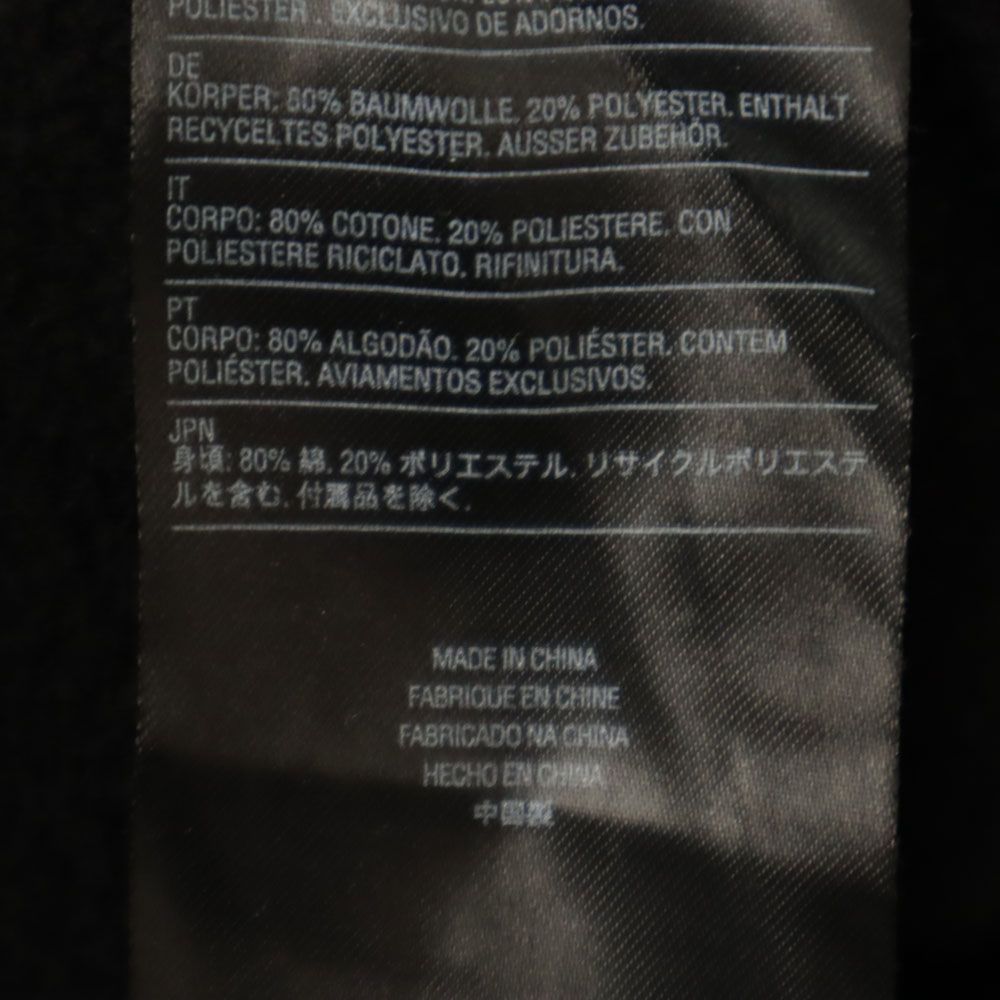 POLIESTER. EXCLUSIVO DE ADORNOS.
DE
KÖRPER: 80% BAUMWOLLE. 20% POLYESTER. ENTHALT
RECYCELTES POLYESTER. AUSSER ZUBEHÖR.
IT
CORPO: 80% COTONE. 20% POLIESTERE. CON
POLIESTERE RICICLATO. RIFINITURA.
PT
CORPO: 80% ALGODÃO. 20% POLIÉSTER. CONTEM
POLIÉSTER. AVIAMENTOS EXCLUSIVOS.
JPN
身頃: 80% 綿. 20% ポリエステル. リサイクルポリエステ
ルを含む. 付属品を除く.
MADE IN CHINA
FABRIQUE EN CHINE
FABRICADO NA CHINA
HECHO EN CHINA
中国製